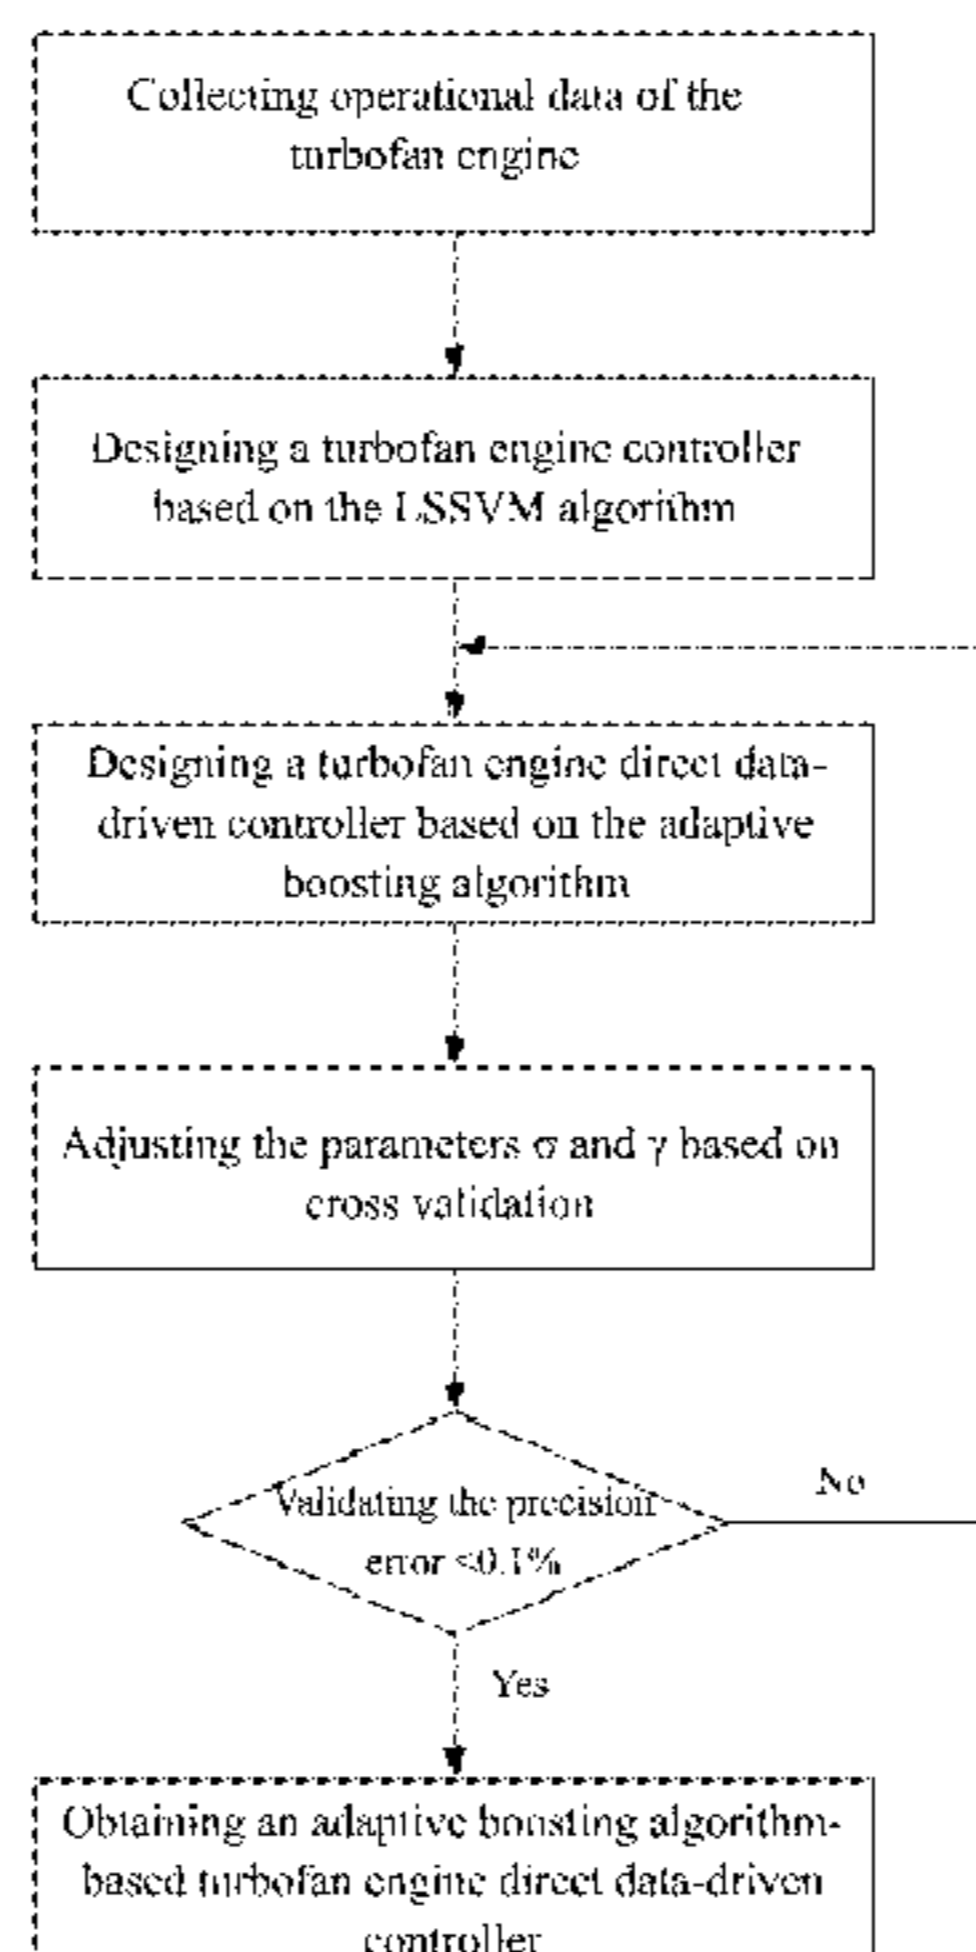 Collecting operational data of the
turbofan engine
Designing a turbofan engine controller
based on the LSSVM algorithm
Designing a turbofan engine direct data-
driven controller based on the adaptive
boosting algorithm
Adjusting the parameters σ and γ based on
cross validation
Validating the precision
error <0.1%
No
Yes
Obtaining an adaptive boosting algorithm-
based turbofan engine direct data-driven
controller